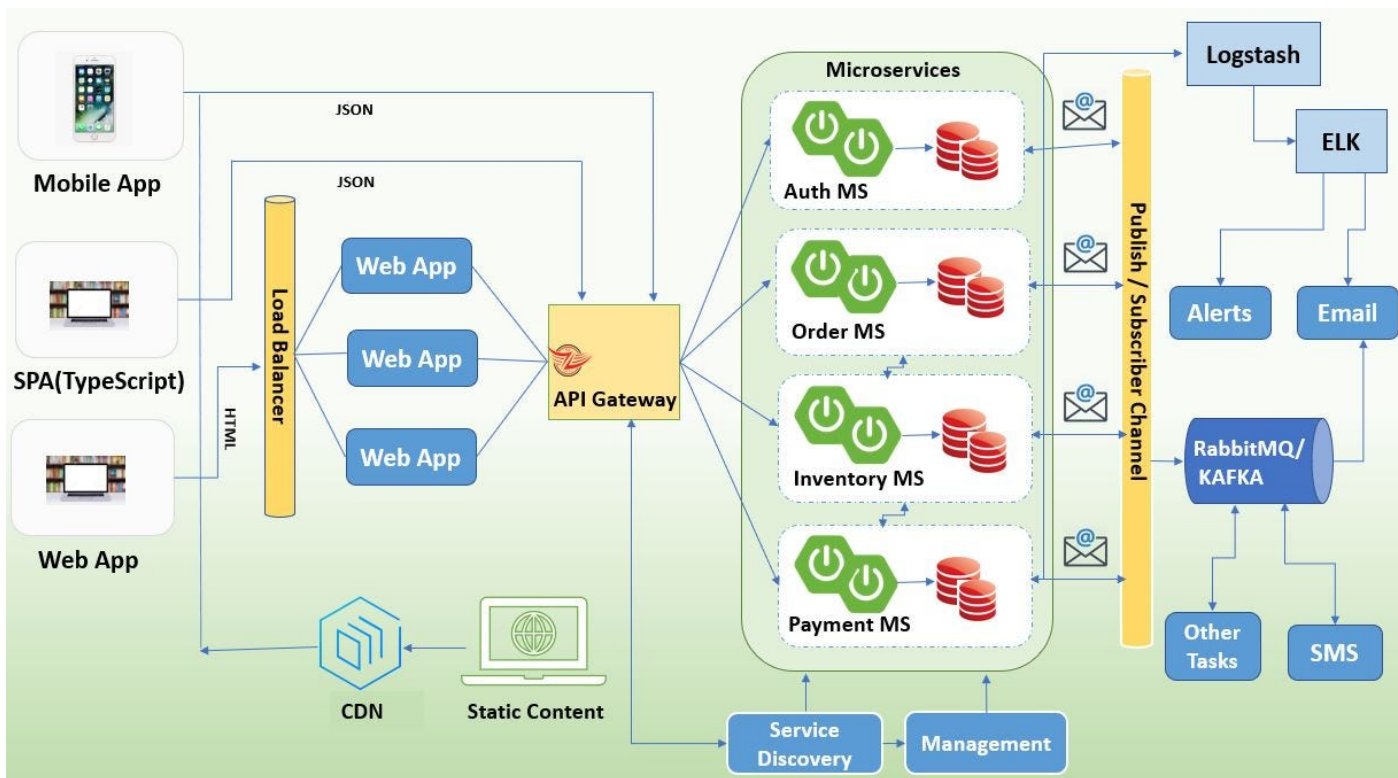 Mobile App
SPA(TypeScript)
Web App
JSON
JSON
HTML
Load Balancer
Web App
Web App
Web App
API Gateway
CDN
Static Content
Microservices
Auth MS
Order MS
Inventory MS
Payment MS
Service
Discovery
Management
@
@
@
@
Publish / Subscriber Channel
Logstash
ELK
Alerts
Email
RabbitMQ/
KAFKA
Other
Tasks
SMS